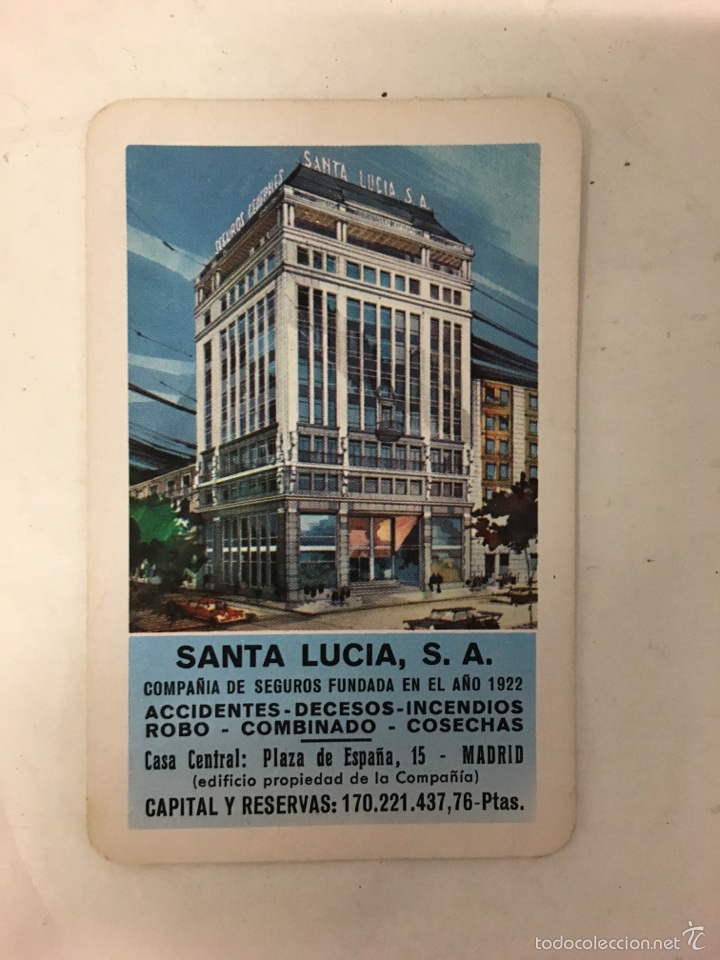 SEGUROS GENERALES SANTA LUCIA S.A.
SANTA LUCIA, S. A.
COMPAÑIA DE SEGUROS FUNDADA EN EL AÑO 1922
ACCIDENTES-DECESOS-INCENDIOS
ROBO - COMBINADO - COSECHAS
Casa Central: Plaza de España, 15 - MADRID
(edificio propiedad de la Compañía)
CAPITAL Y RESERVAS: 170.221.437,76-Ptas.
todocoleccion.net tc